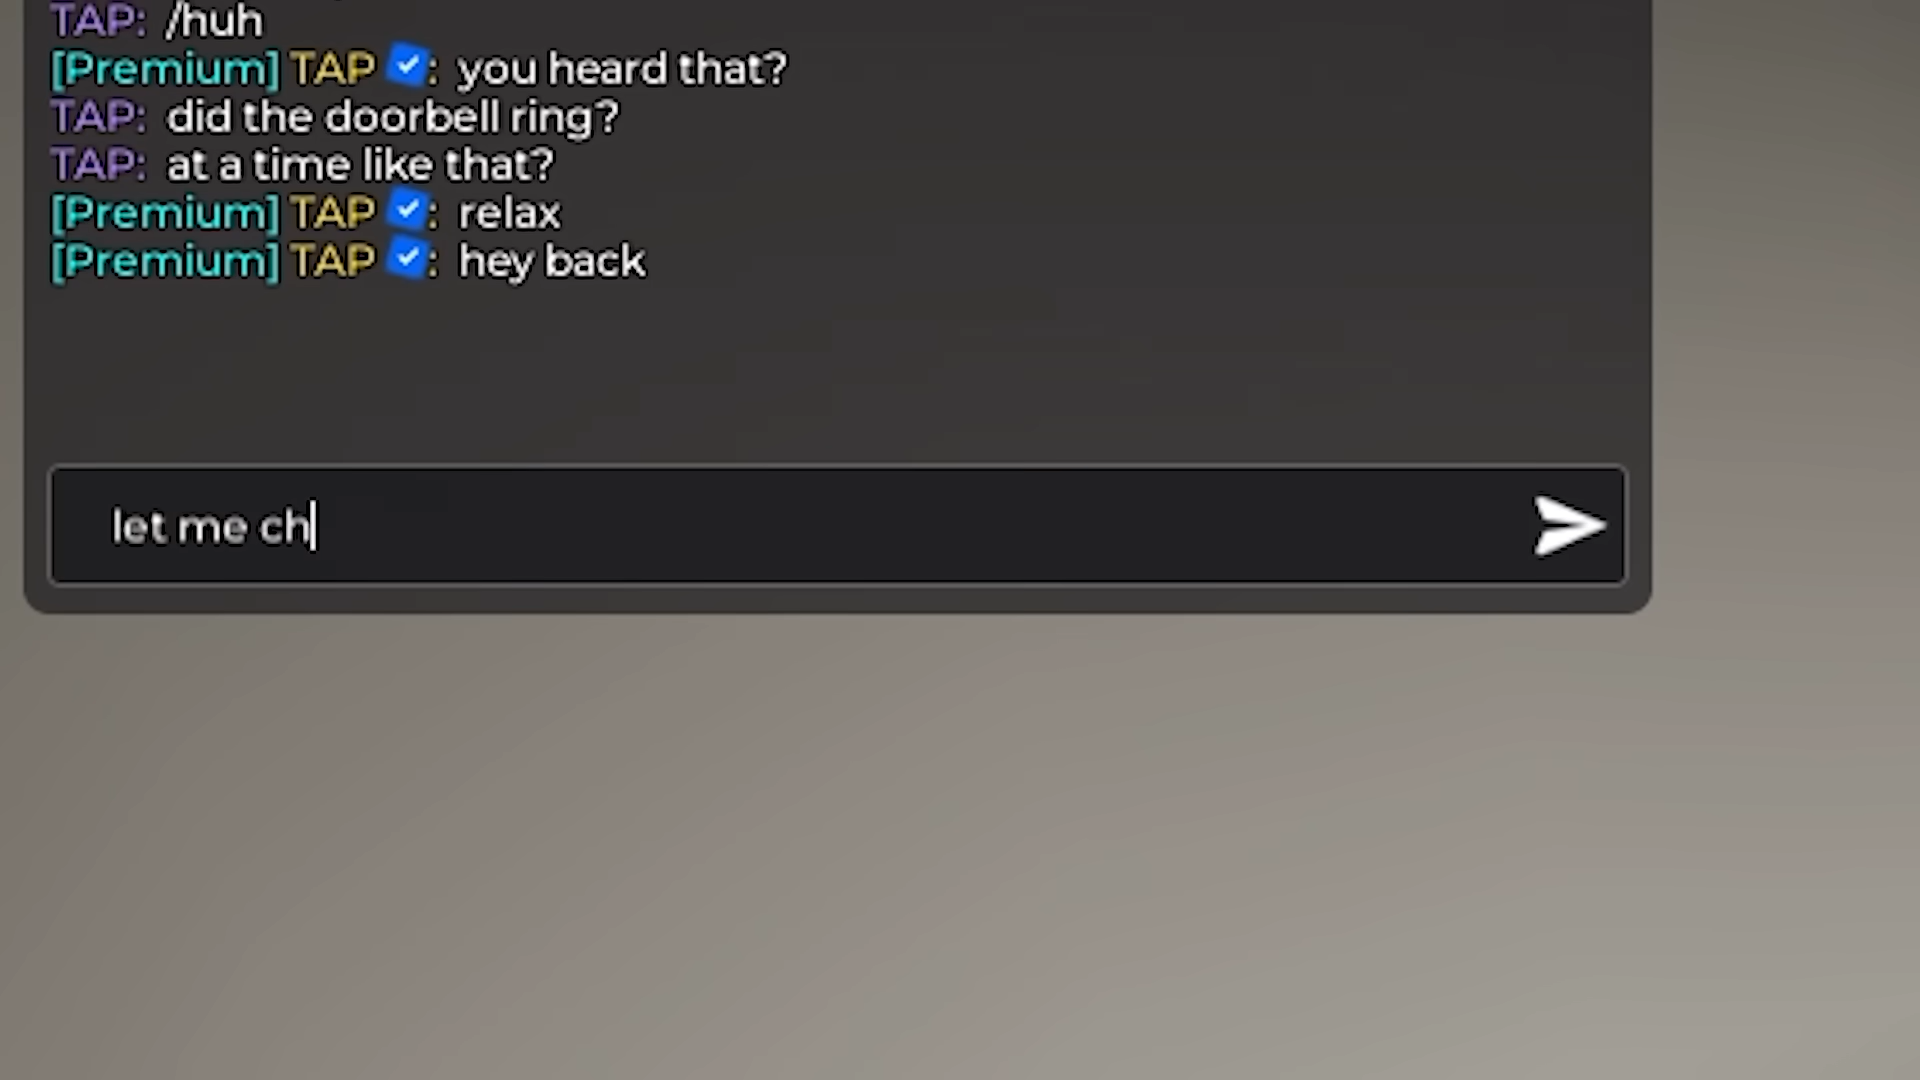 TAP: /huh
[Premium] TAP ✓: you heard that?
TAP: did the doorbell ring?
TAP: at a time like that?
[Premium] TAP ✓: relax
[Premium] TAP ✓: hey back
let me ch